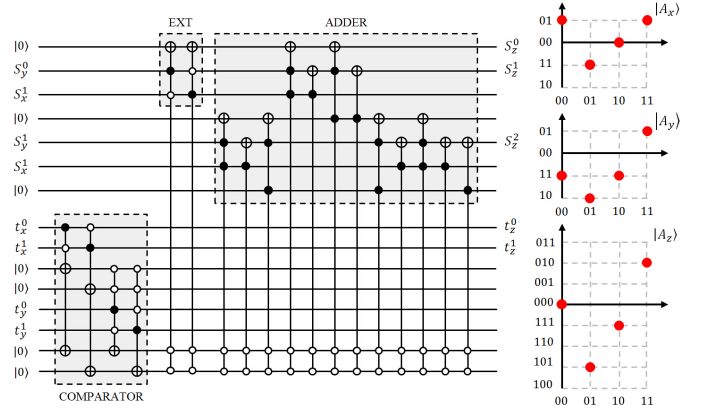 EXT
ADDER
|0⟩
S_y^0
S_x^1
|0⟩
S_y^1
S_x^1
|0⟩
t_x^0
t_x^1
|0⟩
|0⟩
t_y^0
t_y^1
|0⟩
|0⟩
COMPARATOR
S_z^0
S_z^1
S_z^2
t_z^0
t_z^1
|A_x⟩
01
00
11
10
00 01 10 11
|A_y⟩
01
00
11
10
00 01 10 11
|A_z⟩
011
010
001
000
111
110
101
100
00 01 10 11